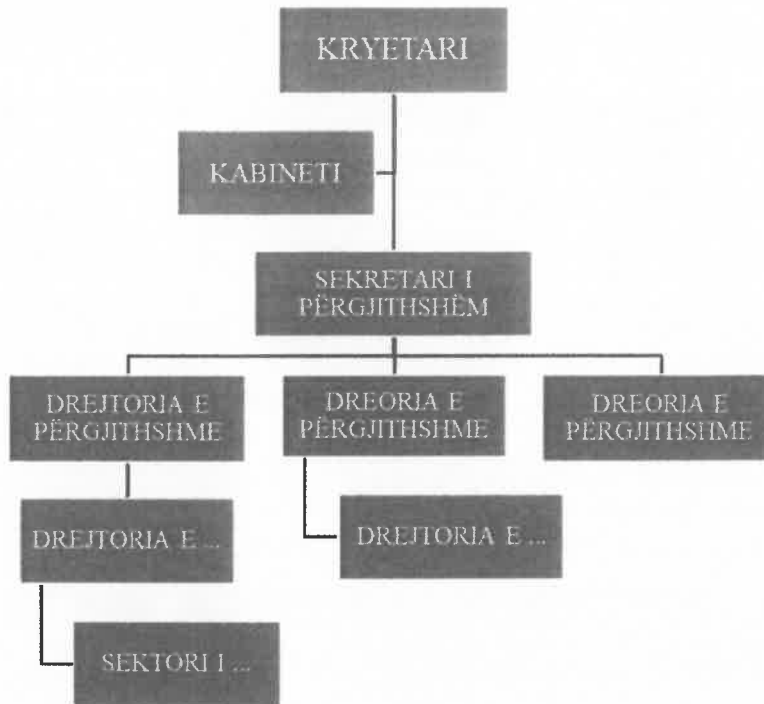 KRYETARI
KABINETI
SEKRETARI I
PËRGJITHSHËM
DREJTORIA E
PËRGJITHSHME
DREORIA E
PËRGJITHSHME
DREORIA E
PËRGJITHSHME
DREJTORIA E ...
DREJTORIA E ...
SEKTORI I ...